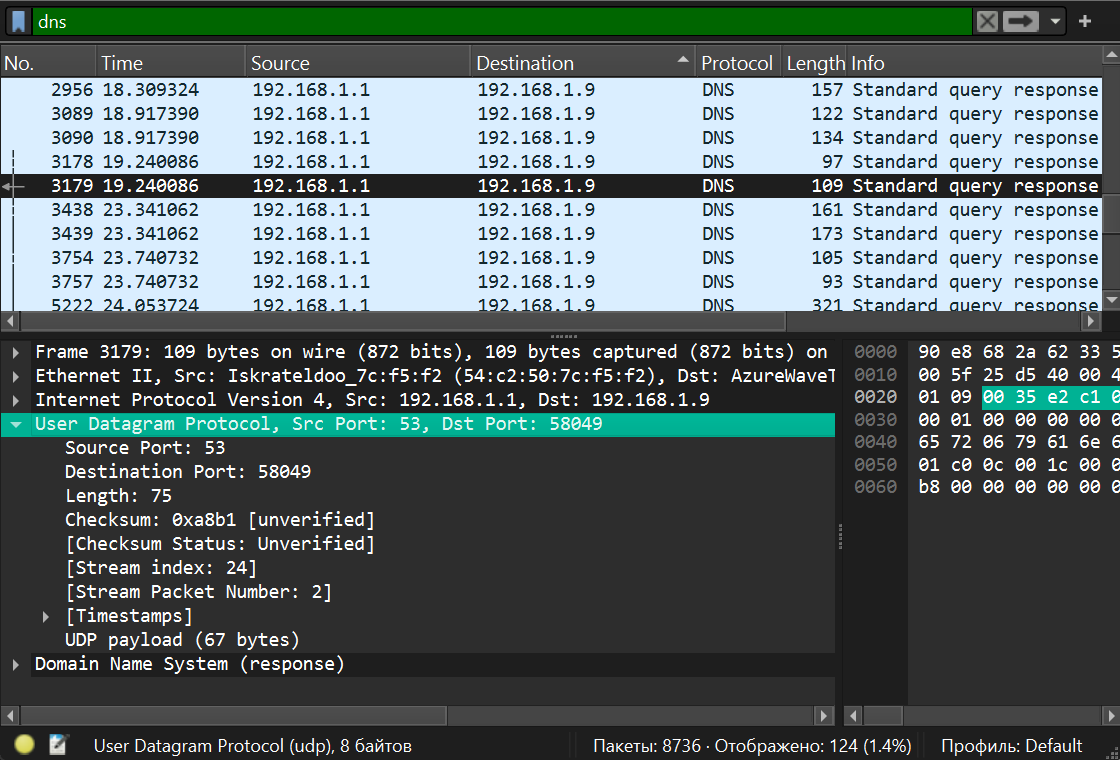 dns
No. Time Source Destination Protocol Length Info
2956 18.309324 192.168.1.1 192.168.1.9 DNS 157 Standard query response
3089 18.917390 192.168.1.1 192.168.1.9 DNS 122 Standard query response
3090 18.917390 192.168.1.1 192.168.1.9 DNS 134 Standard query response
3178 19.240086 192.168.1.1 192.168.1.9 DNS 97 Standard query response
3179 19.240086 192.168.1.1 192.168.1.9 DNS 109 Standard query response
3438 23.341062 192.168.1.1 192.168.1.9 DNS 161 Standard query response
3439 23.341062 192.168.1.1 192.168.1.9 DNS 173 Standard query response
3754 23.740732 192.168.1.1 192.168.1.9 DNS 105 Standard query response
3757 23.740732 192.168.1.1 192.168.1.9 DNS 93 Standard query response
5222 24.053724 192.168.1.1 192.168.1.9 DNS 321 Standard query response
Frame 3179: 109 bytes on wire (872 bits), 109 bytes captured (872 bits) on
Ethernet II, Src: Iskrateldoo_7c:f5:f2 (54:c2:50:7c:f5:f2), Dst: AzureWaveT
Internet Protocol Version 4, Src: 192.168.1.1, Dst: 192.168.1.9
User Datagram Protocol, Src Port: 53, Dst Port: 58049
Source Port: 53
Destination Port: 58049
Length: 75
Checksum: 0xa8b1 [unverified]
[Checksum Status: Unverified]
[Stream index: 24]
[Stream Packet Number: 2]
[Timestamps]
UDP payload (67 bytes)
Domain Name System (response)
0000 90 e8 68 2a 62 33 5
0010 00 5f 25 d5 40 00 4
0020 01 09 00 35 e2 c1 0
0030 00 01 00 00 00 00 0
0040 65 72 06 79 61 6e 6
0050 01 c0 0c 00 1c 00 0
0060 b8 00 00 00 00 00 0
User Datagram Protocol (udp), 8 байтов Пакеты: 8736 · Отображено: 124 (1.4%) Профиль: Default